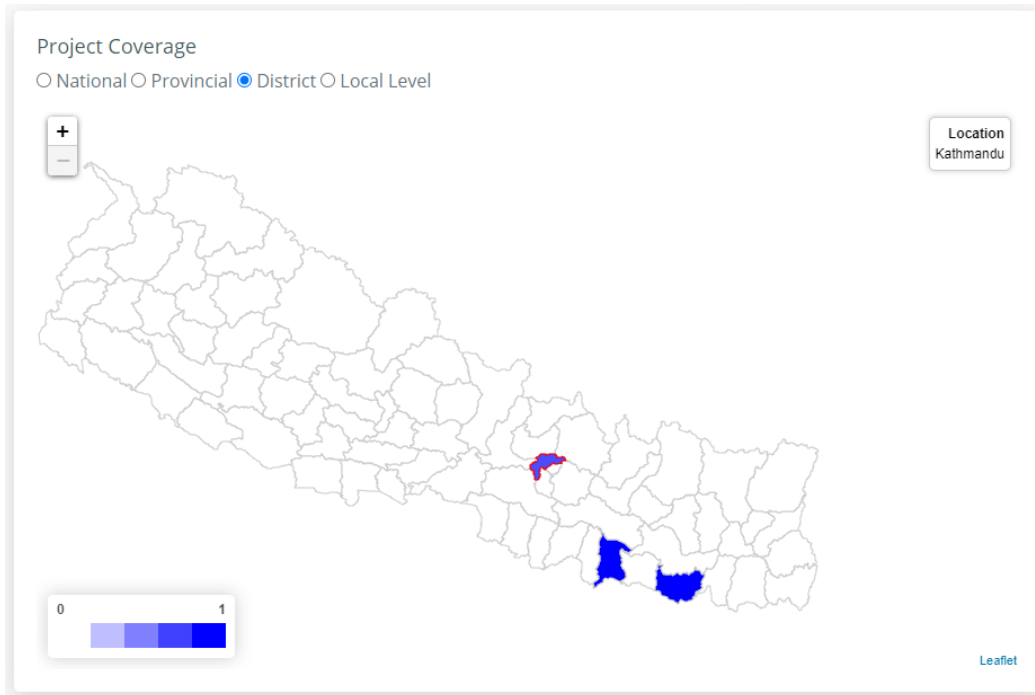 Project Coverage
National Provincial District Local Level
+
−
Location
Kathmandu
0 1
Leaflet